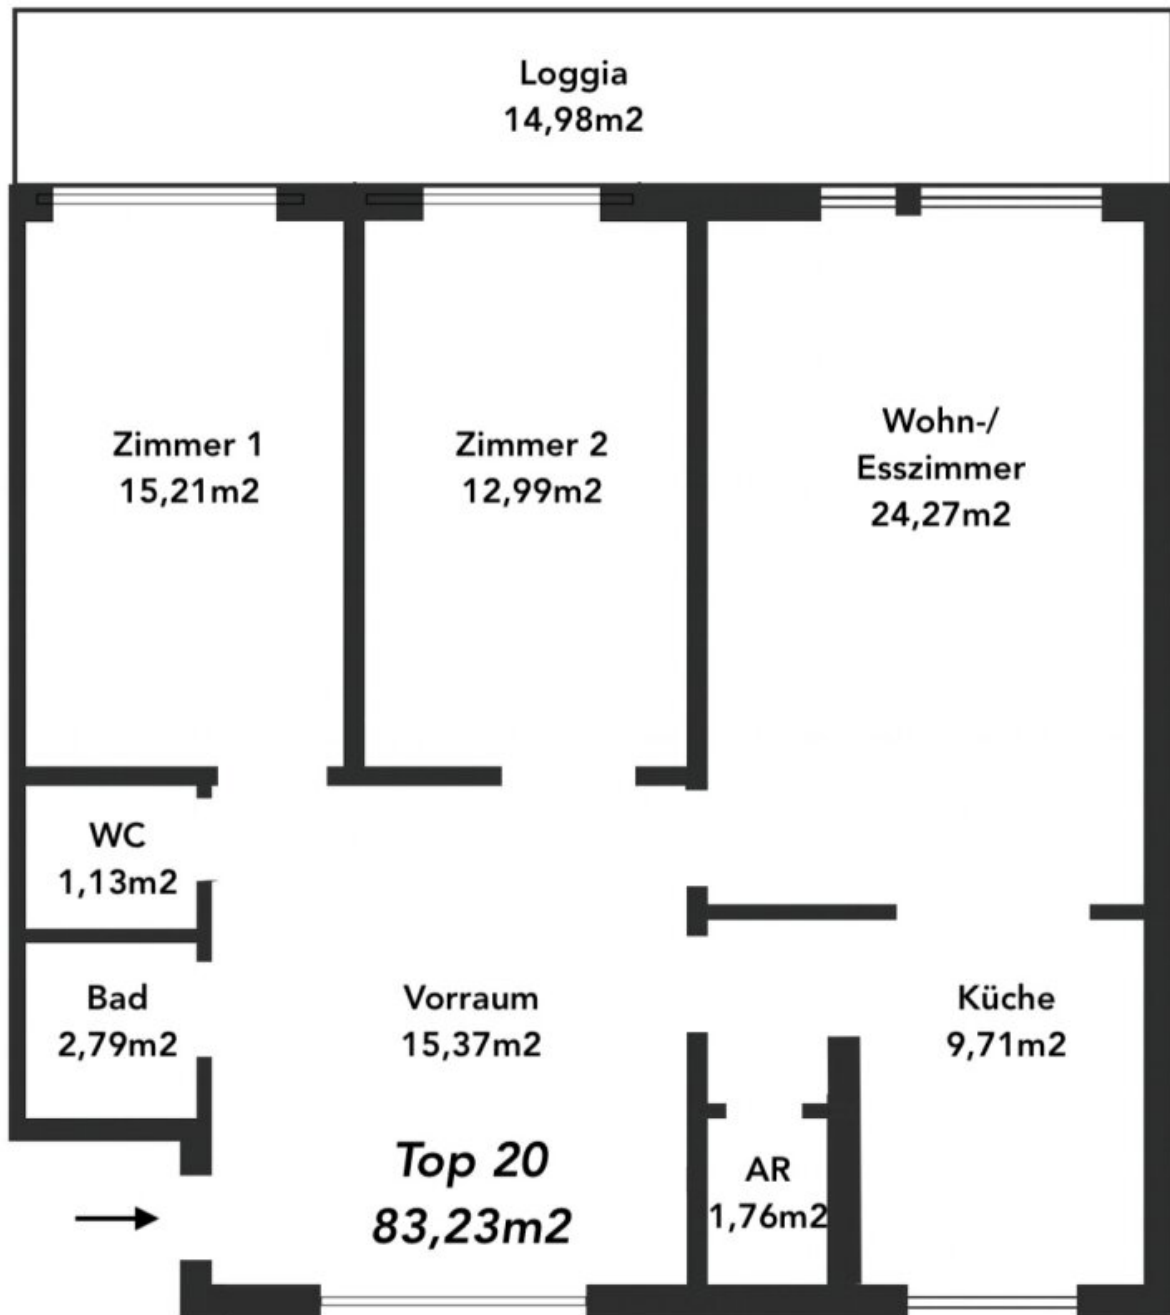 Loggia
14,98m2
Zimmer 1
15,21m2
Zimmer 2
12,99m2
Wohn-/
Esszimmer
24,27m2
WC
1,13m2
Bad
2,79m2
Vorraum
15,37m2
Küche
9,71m2
Top 20
83,23m2
AR
1,76m2